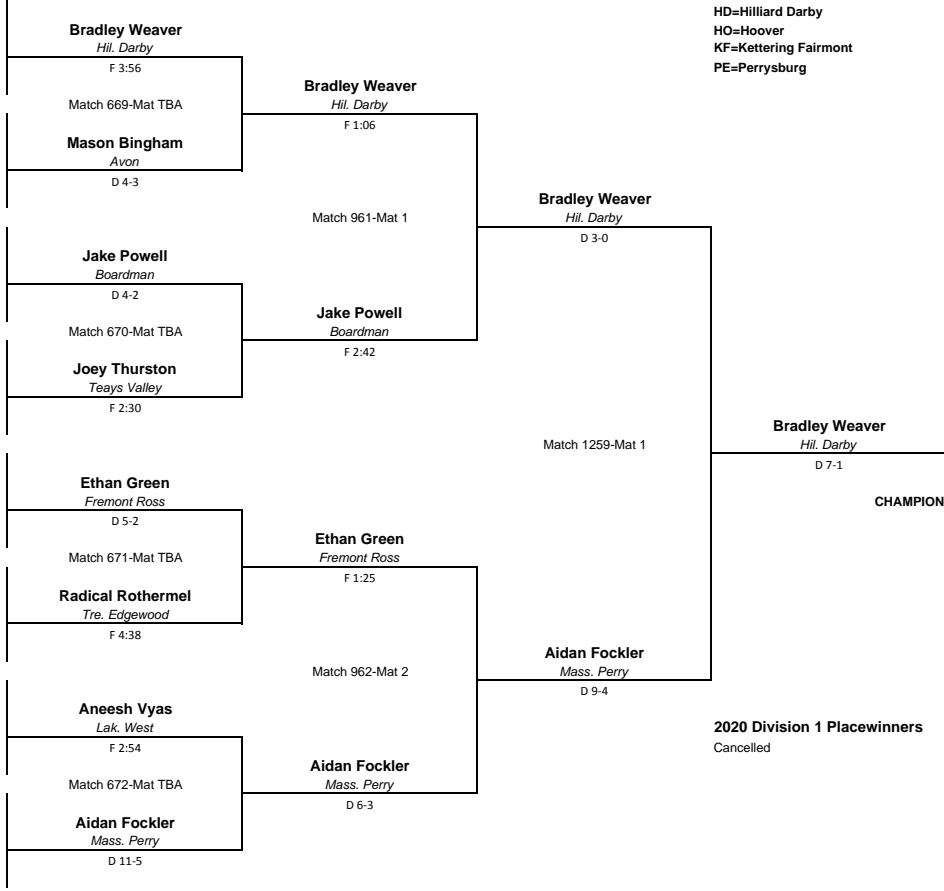 HD=Hilliard Darby
HO=Hoover
KF=Kettering Fairmont
PE=Perrysburg
Bradley Weaver
Hil. Darby
F 3:56
Match 669-Mat TBA
Mason Bingham
Avon
D 4-3
Jake Powell
Boardman
D 4-2
Match 670-Mat TBA
Joey Thurston
Teays Valley
F 2:30
Ethan Green
Fremont Ross
D 5-2
Match 671-Mat TBA
Radical Rothermel
Tre. Edgewood
F 4:38
Aneesh Vyas
Lak. West
F 2:54
Match 672-Mat TBA
Aidan Fockler
Mass. Perry
D 11-5
Bradley Weaver
Hil. Darby
F 1:06
Match 961-Mat 1
Jake Powell
Boardman
F 2:42
Ethan Green
Fremont Ross
F 1:25
Match 962-Mat 2
Aidan Fockler
Mass. Perry
D 6-3
Bradley Weaver
Hil. Darby
D 3-0
Match 1259-Mat 1
Aidan Fockler
Mass. Perry
D 9-4
Bradley Weaver
Hil. Darby
D 7-1
CHAMPION
2020 Division 1 Placewinners
Cancelled